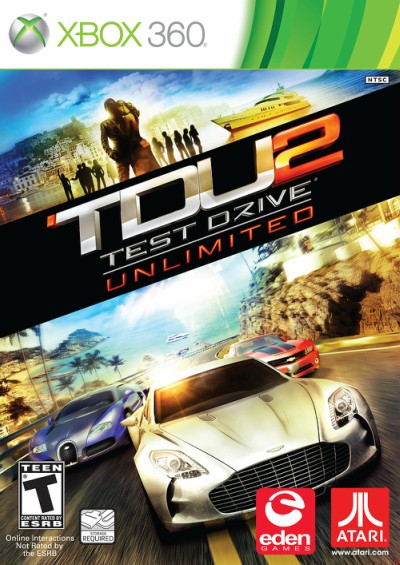 XBOX 360.
NTSC
TDU2
TEST DRIVE
UNLIMITED
TEEN
T
CONTENT RATED BY
ESRB
Online Interactions
Not Rated by
the ESRB
STORAGE
REQUIRED
eden
GAMES
ATARI
www.atari.com